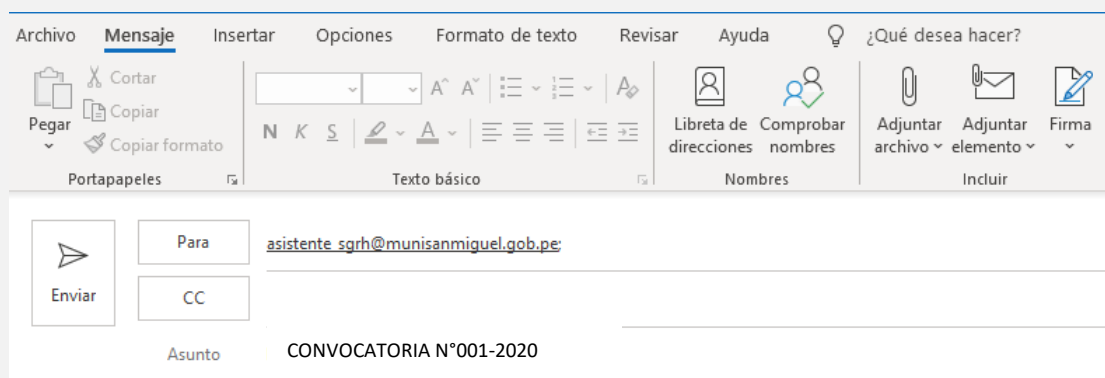 Archivo Mensaje Insertar Opciones Formato de texto Revisar Ayuda ¿Qué desea hacer?
Pegar
Cortar
Copiar
Copiar formato
Portapapeles
N K S A
Texto básico
Libreta de direcciones
Comprobar nombres
Nombres
Adjuntar archivo
Adjuntar elemento
Firma
Incluir
Enviar
Para asistente_sgrh@munisanmiguel.gob.pe;
CC
Asunto CONVOCATORIA N°001-2020